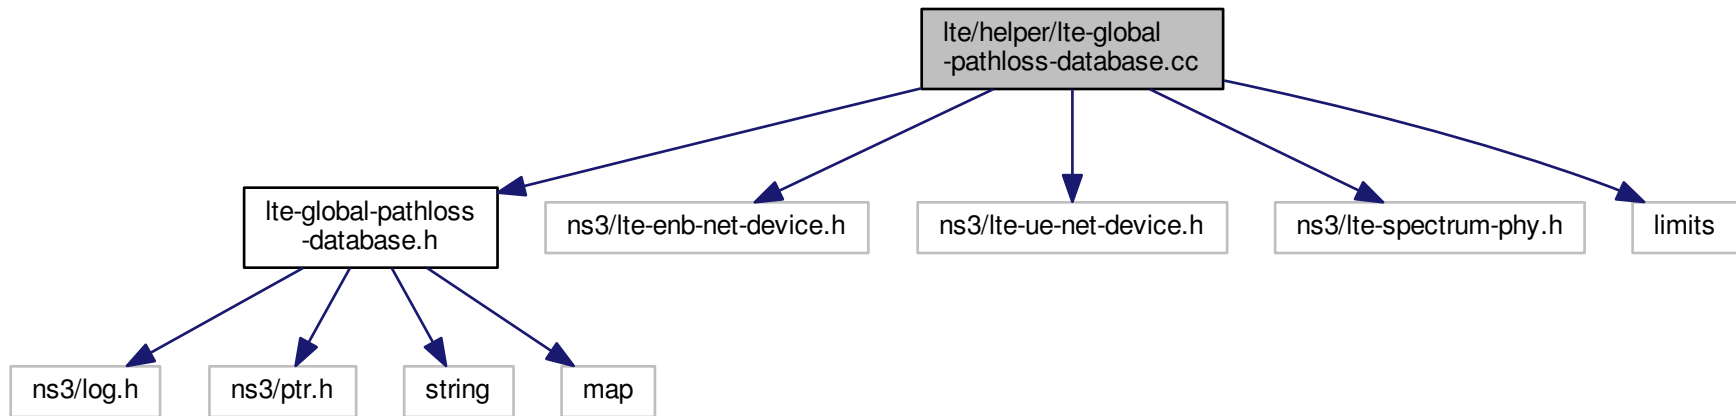 lte/helper/lte-global
-pathloss-database.cc
lte-global-pathloss
-database.h
ns3/lte-enb-net-device.h
ns3/lte-ue-net-device.h
ns3/lte-spectrum-phy.h
limits
ns3/log.h
ns3/ptr.h
string
map